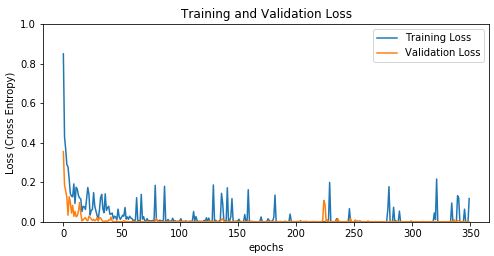 Training and Validation Loss
Training Loss
Validation Loss
Loss (Cross Entropy)
1.0
0.8
0.6
0.4
0.2
0.0
0
50
100
150
200
250
300
350
epochs